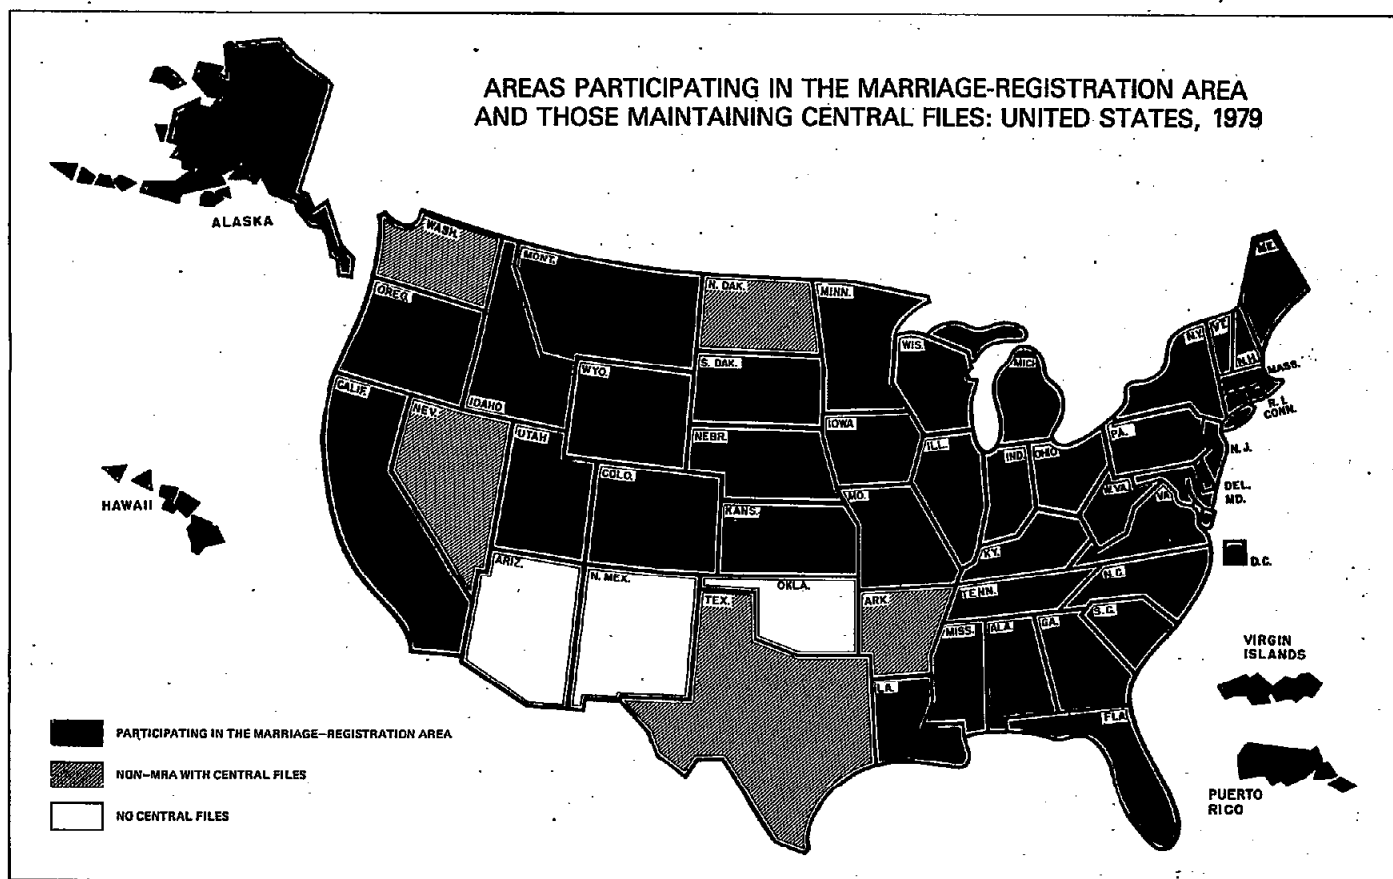 AREAS PARTICIPATING IN THE MARRIAGE-REGISTRATION AREA
AND THOSE MAINTAINING CENTRAL FILES: UNITED STATES, 1979
ALASKA
WASH.
MONT.
N. DAK.
MINN.
ME.
OREG.
WIS.
N.Y.
VT.
N.H.
MICH.
MASS.
S. DAK.
WYO.
CALIF.
IDAHO
NEV.
R. I.
CONN.
UTAH
NEBR.
IOWA
ILL.
IND.
OHIO
PA.
N. J.
COLO.
DEL.
MD.
HAWAII
MO.
W.VA.
VA.
KANS.
KY.
D.C.
ARIZ.
N. MEX.
OKLA.
TEX.
ARK.
TENN.
N.C.
S.C.
MISS.
ALA.
GA.
VIRGIN
ISLANDS
LA.
FLA.
PARTICIPATING IN THE MARRIAGE–REGISTRATION AREA
NON–MRA WITH CENTRAL FILES
NO CENTRAL FILES
PUERTO
RICO